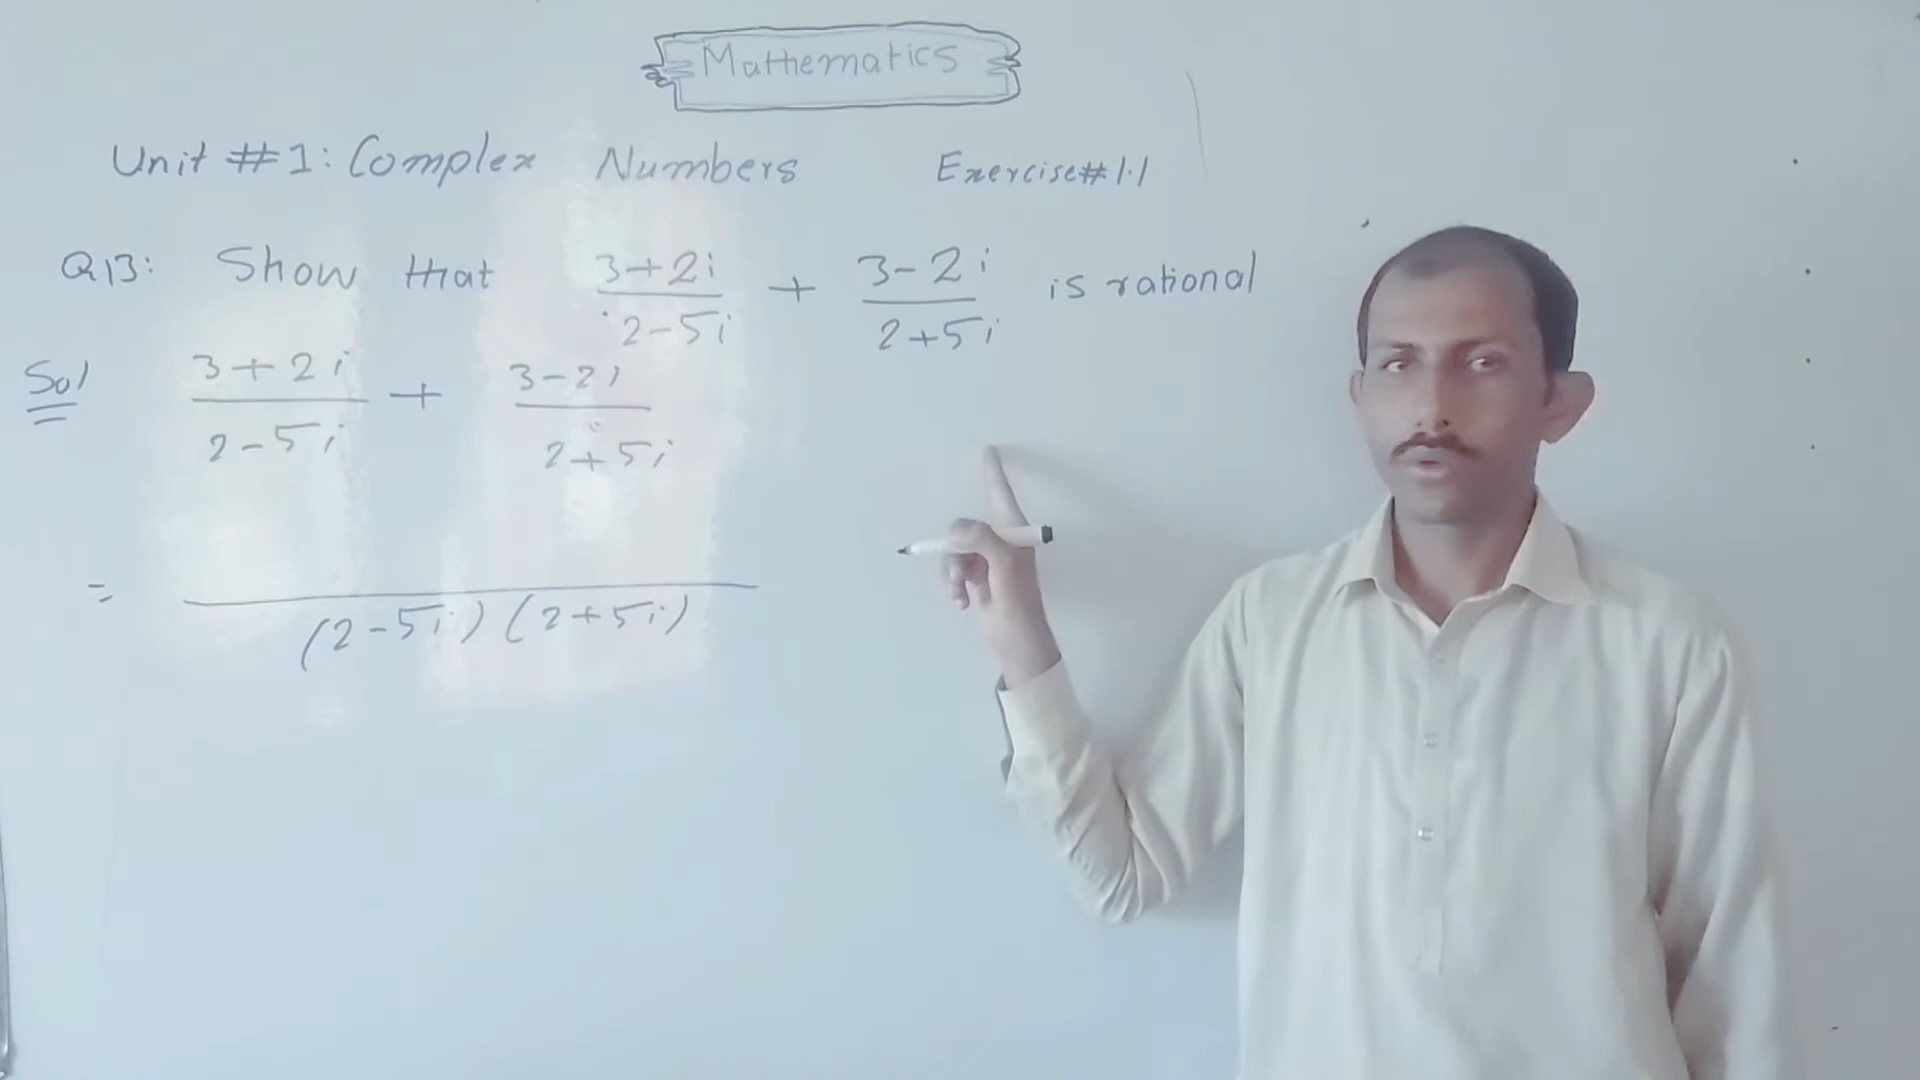 Mathematics
Unit #1: Complex Numbers Exercise#1.1
Q13: Show that 3+2i/2-5i + 3-2i/2+5i is rational
Sol 3+2i/2-5i + 3-2i/2+5i
= /(2-5i)(2+5i)